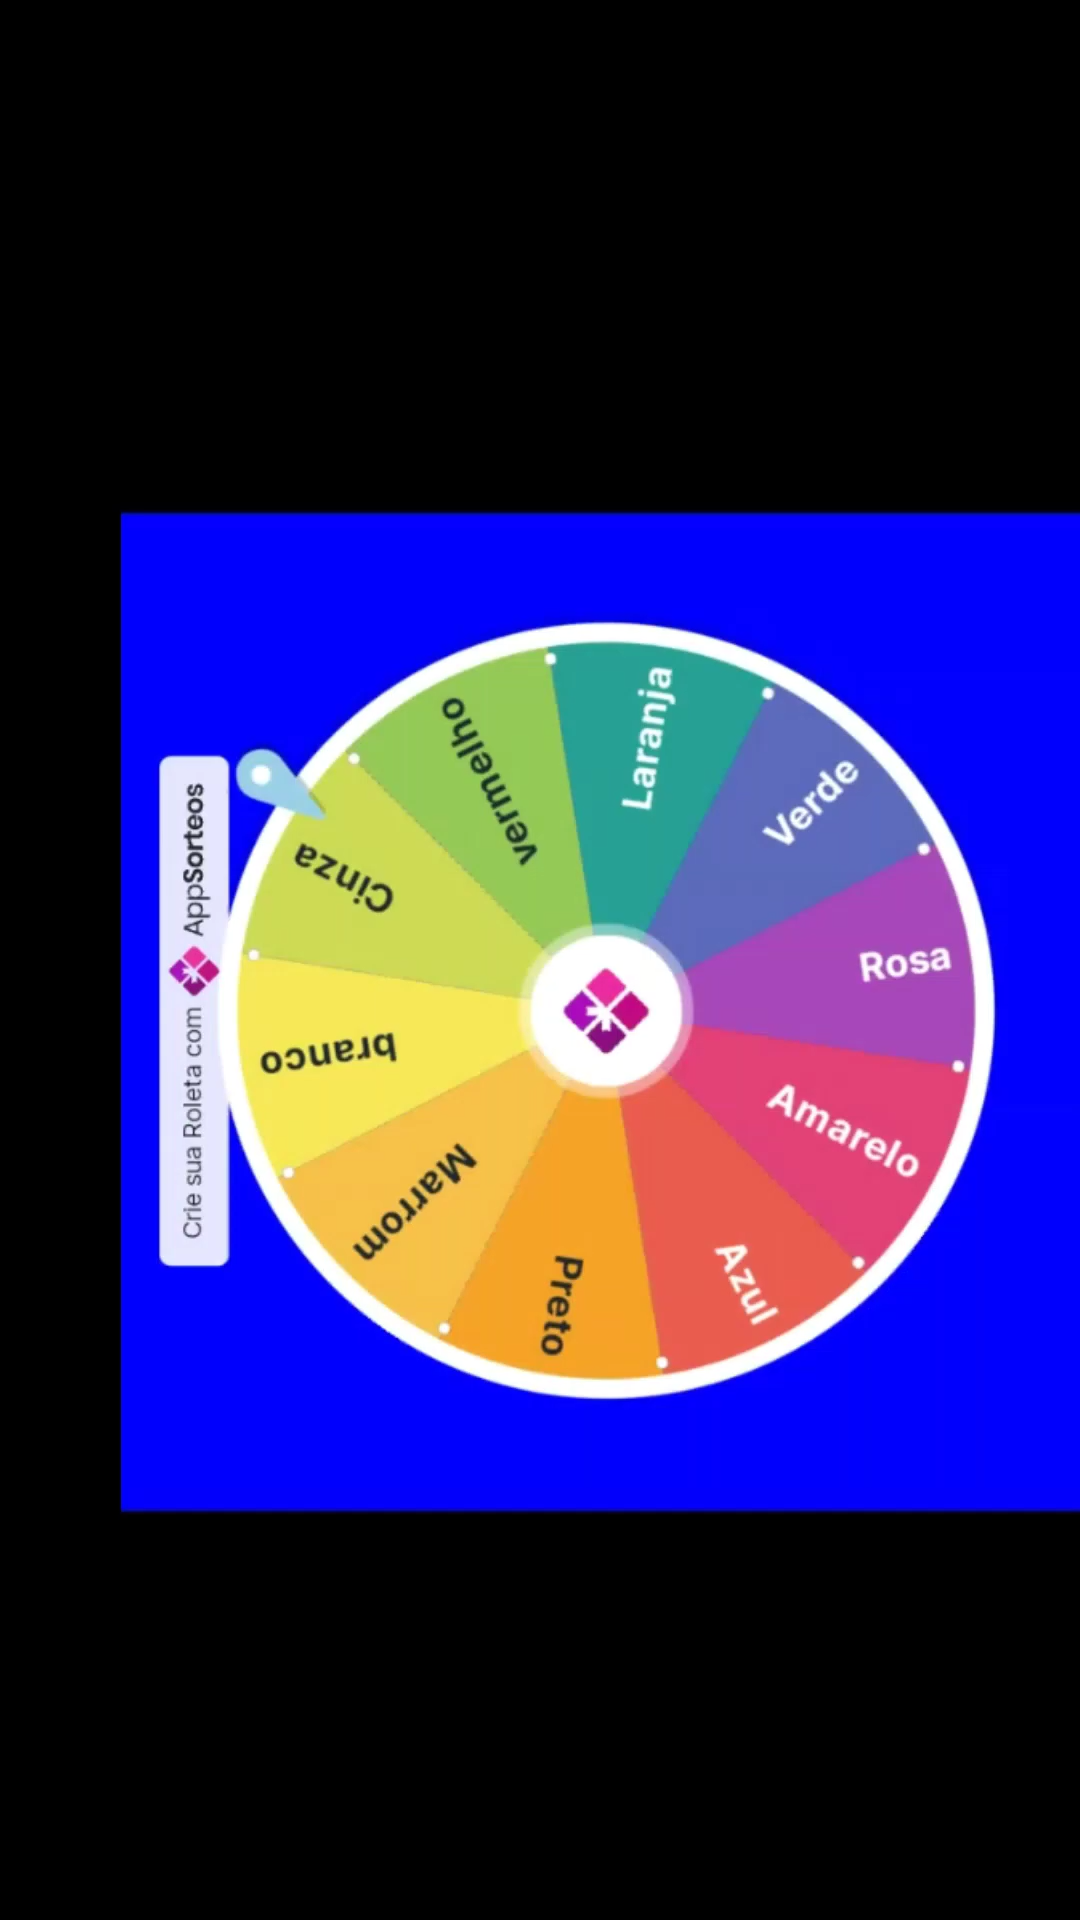 Laranja
Verde
Rosa
Amarelo
Azul
Preto
Marrom
branco
Cinza
vermelho
Crie sua Roleta com AppSorteos